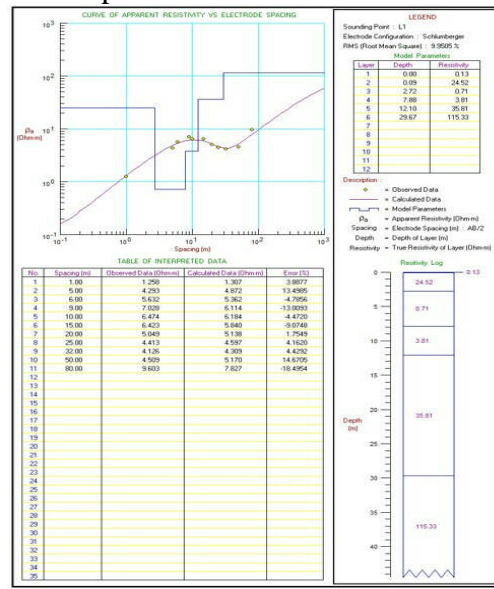 CURVE OF APPARENT RESISTIVITY VS ELECTRODE SPACING
10³
10²
ρa
(Ohm-m)
10¹
10⁰
10⁻¹
10⁻¹ 10⁰ 10¹ 10² 10³
Spacing (m)
TABLE OF INTERPRETED DATA
No. Spacing (m) Observed Data (Ohm-m) Calculated Data (Ohm-m) Error (%)
1 1.00 1.258 1.307 3.8877
2 5.00 4.293 4.872 13.4985
3 6.00 5.632 5.362 -4.7856
4 9.00 7.028 6.114 -13.0093
5 10.00 6.474 6.184 -4.4720
6 15.00 6.423 5.840 -9.0748
7 20.00 5.049 5.138 1.7549
8 25.00 4.413 4.597 4.1620
9 32.00 4.126 4.309 4.4292
10 50.00 4.509 5.170 14.6705
11 80.00 9.603 7.827 -18.4954
12
13
14
15
16
17
18
19
20
21
22
23
24
25
26
27
28
29
30
31
32
33
34
35
LEGEND
Sounding Point : L1
Electrode Configuration : Schlumberger
RMS (Root Mean Square) : 9.9505 %
Model Parameters
Layer Depth Resitivity
1 0.00 0.13
2 0.09 24.52
3 2.72 0.71
4 7.88 3.81
5 12.10 35.81
6 29.67 115.33
7
8
9
10
11
12
Description :
= Observed Data
= Calculated Data
= Model Parameters
ρa = Apparent Resistivity (Ohm-m)
Spacing = Electrode Spacing (m) : AB/2
Depth = Depth of Layer (m)
Resistivity = True Resistivity of Layer (Ohm-m)
Resitivity Log
0 0.13
24.52
5 0.71
10 3.81
15
Depth
(m)
20 35.81
25
30
35
115.33
40